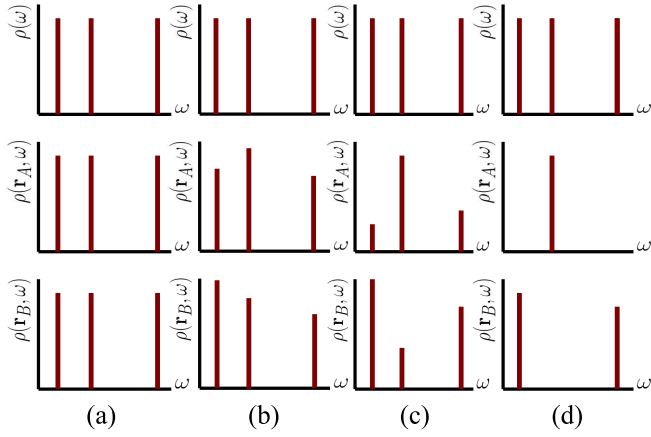 ρ(ω) ω ρ(ω) ω ρ(ω) ω ρ(ω) ω
ρ(r_A, ω) ω ρ(r_A, ω) ω ρ(r_A, ω) ω ρ(r_A, ω) ω
ρ(r_B, ω) ω ρ(r_B, ω) ω ρ(r_B, ω) ω ρ(r_B, ω) ω
(a) (b) (c) (d)